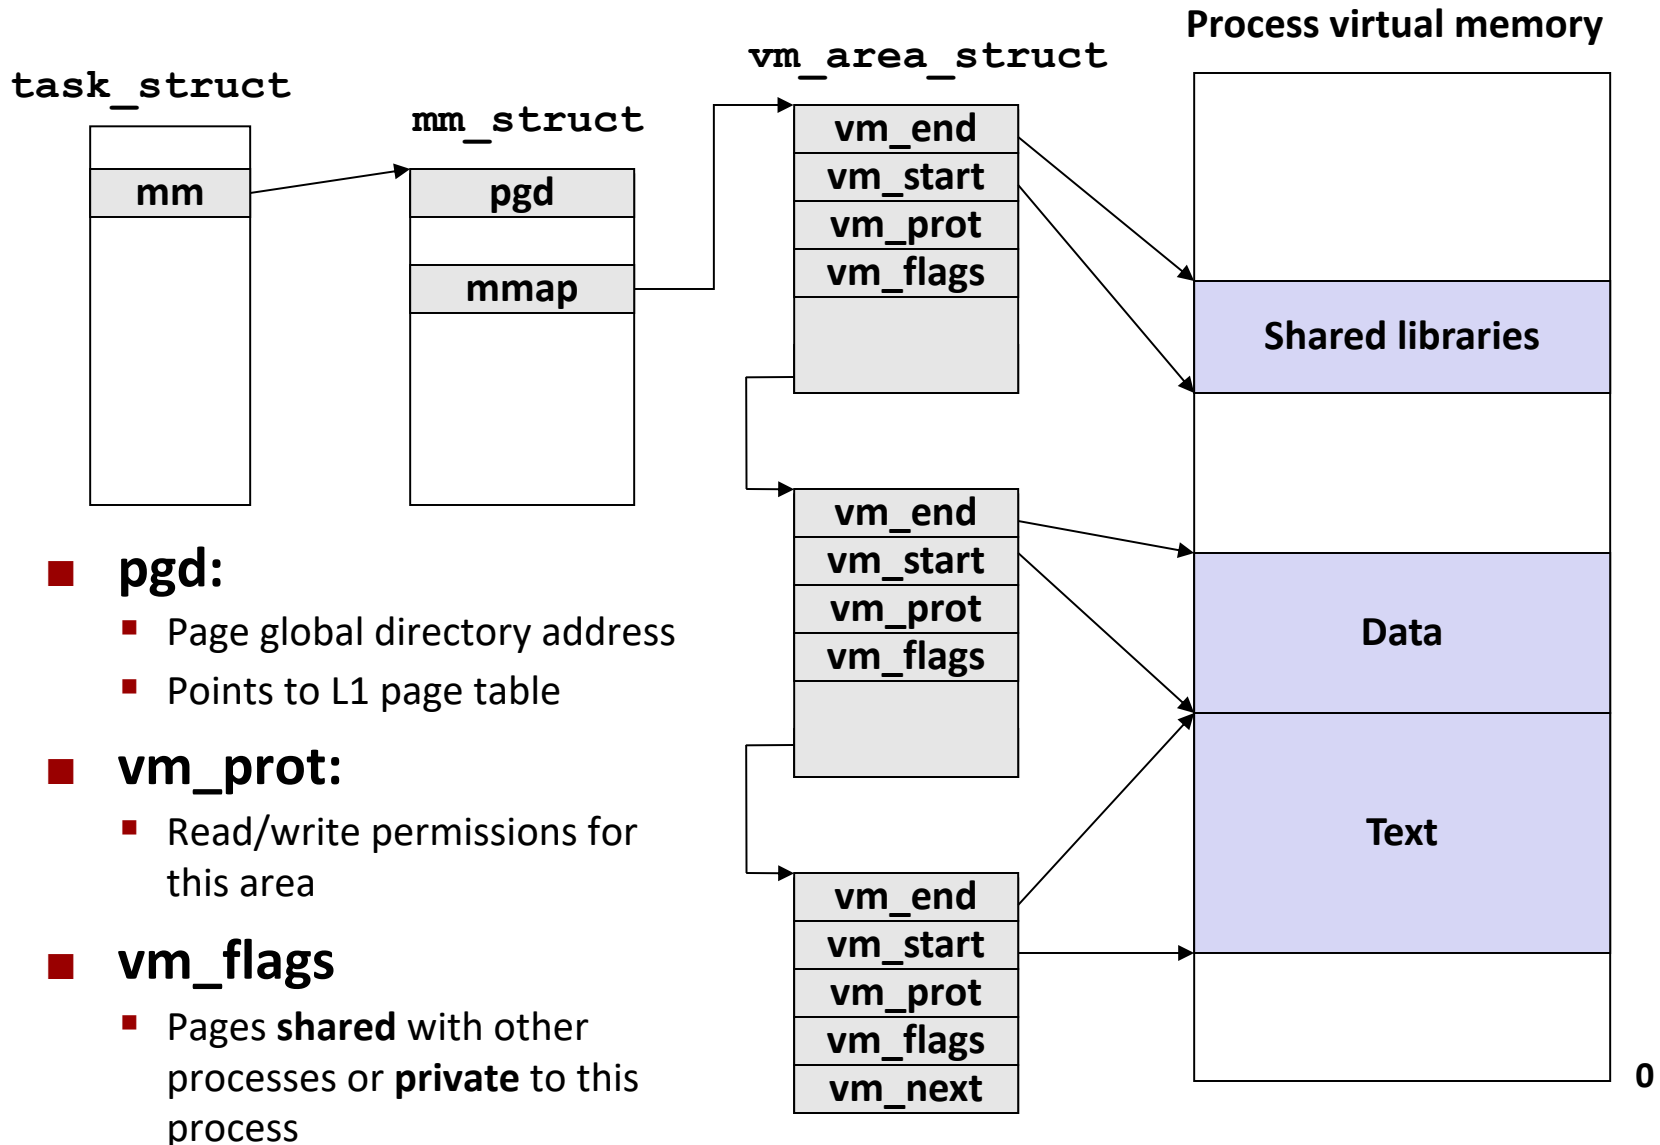 Process virtual memory
task_struct
mm_struct
vm_area_struct
mm
pgd
mmap
vm_end
vm_start
vm_prot
vm_flags
vm_end
vm_start
vm_prot
vm_flags
vm_end
vm_start
vm_prot
vm_flags
vm_next
Shared libraries
Data
Text
0
pgd:
Page global directory address
Points to L1 page table
vm_prot:
Read/write permissions for
this area
vm_flags
Pages shared with other
processes or private to this
process